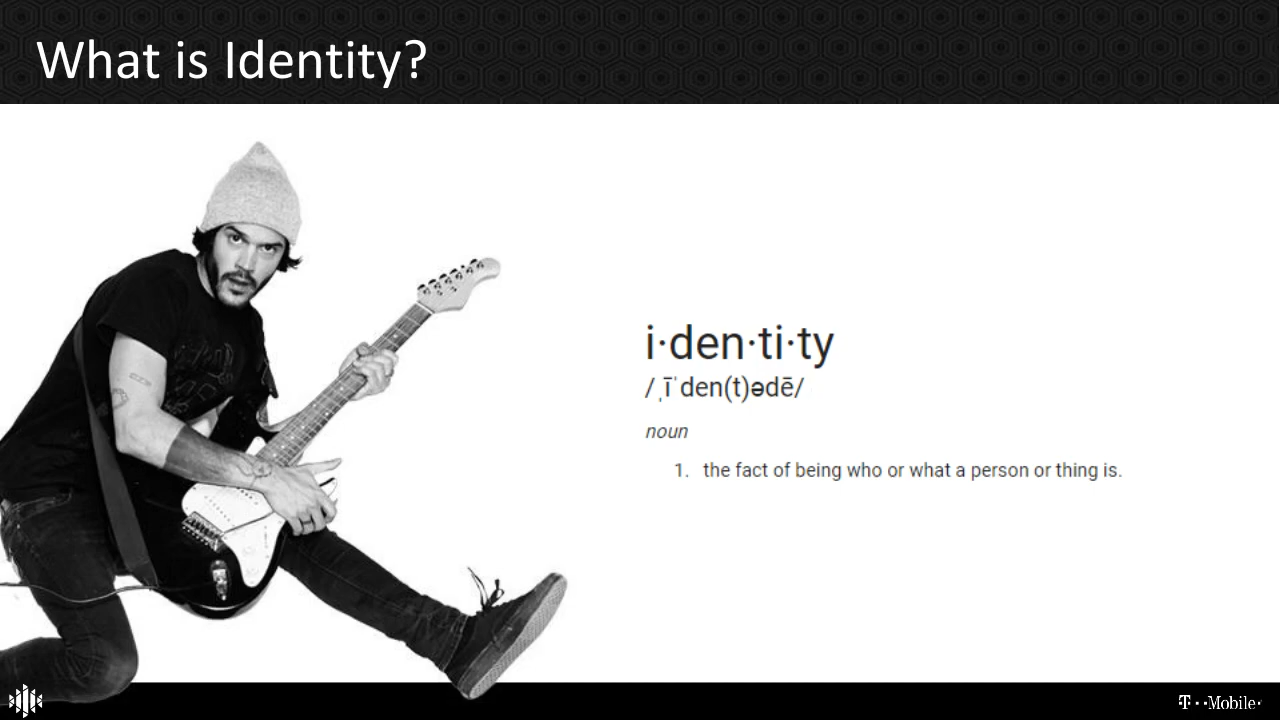 What is Identity?
i·den·ti·ty
/ˌīˈden(t)ədē/
noun
1. the fact of being who or what a person or thing is.
T··Mobile·